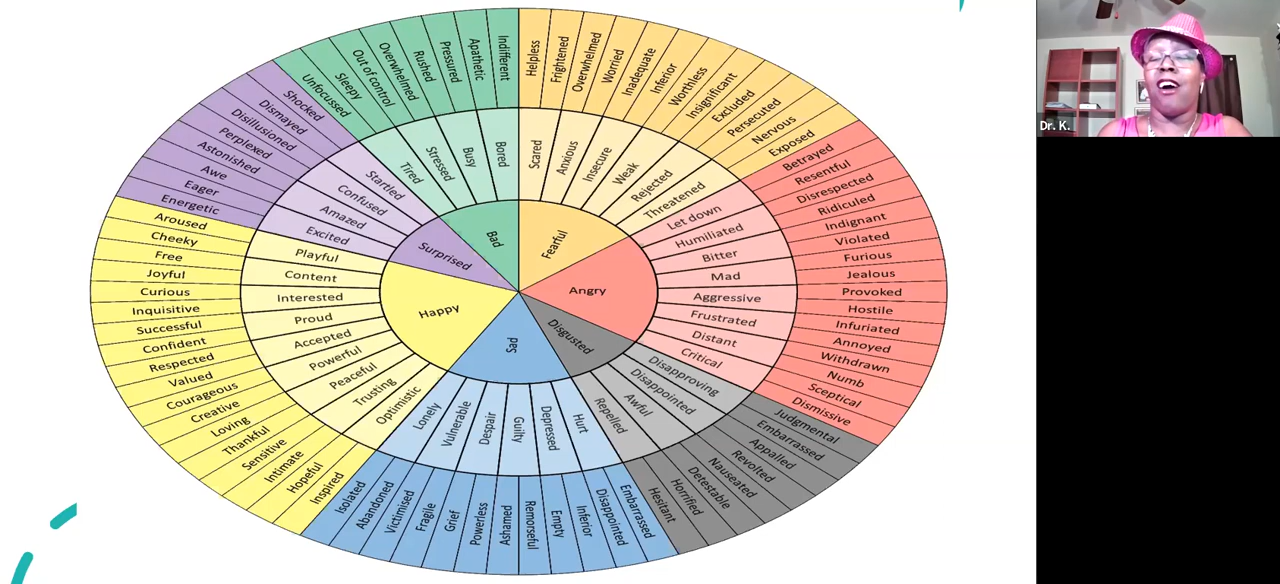 Helpless
Frightened
Overwhelmed
Worried
Inadequate
Inferior
Worthless
Insignificant
Excluded
Persecuted
Nervous
Exposed
Betrayed
Resentful
Disrespected
Ridiculed
Indignant
Violated
Furious
Jealous
Provoked
Hostile
Infuriated
Annoyed
Withdrawn
Numb
Sceptical
Dismissive
Judgmental
Embarrassed
Appalled
Revolted
Nauseated
Detestable
Horrified
Hesitant
Embarrassed
Disappointed
Inferior
Empty
Remorseful
Ashamed
Powerless
Grief
Fragile
Victimised
Abandoned
Isolated
Inspired
Hopeful
Intimate
Sensitive
Thankful
Loving
Creative
Courageous
Valued
Respected
Confident
Successful
Inquisitive
Curious
Joyful
Free
Cheeky
Aroused
Energetic
Eager
Awe
Astonished
Perplexed
Disillusioned
Dismayed
Shocked
Unfocussed
Sleepy
Out of control
Overwhelmed
Rushed
Pressured
Apathetic
Indifferent
Scared
Anxious
Insecure
Weak
Rejected
Threatened
Let down
Humiliated
Bitter
Mad
Aggressive
Frustrated
Distant
Critical
Disapproving
Disappointed
Awful
Repelled
Hurt
Depressed
Guilty
Despair
Vulnerable
Lonely
Optimistic
Trusting
Peaceful
Powerful
Accepted
Proud
Interested
Content
Playful
Excited
Amazed
Confused
Startled
Tired
Stressed
Busy
Bored
Fearful
Angry
Disgusted
Sad
Happy
Surprised
Bad
Dr. K.